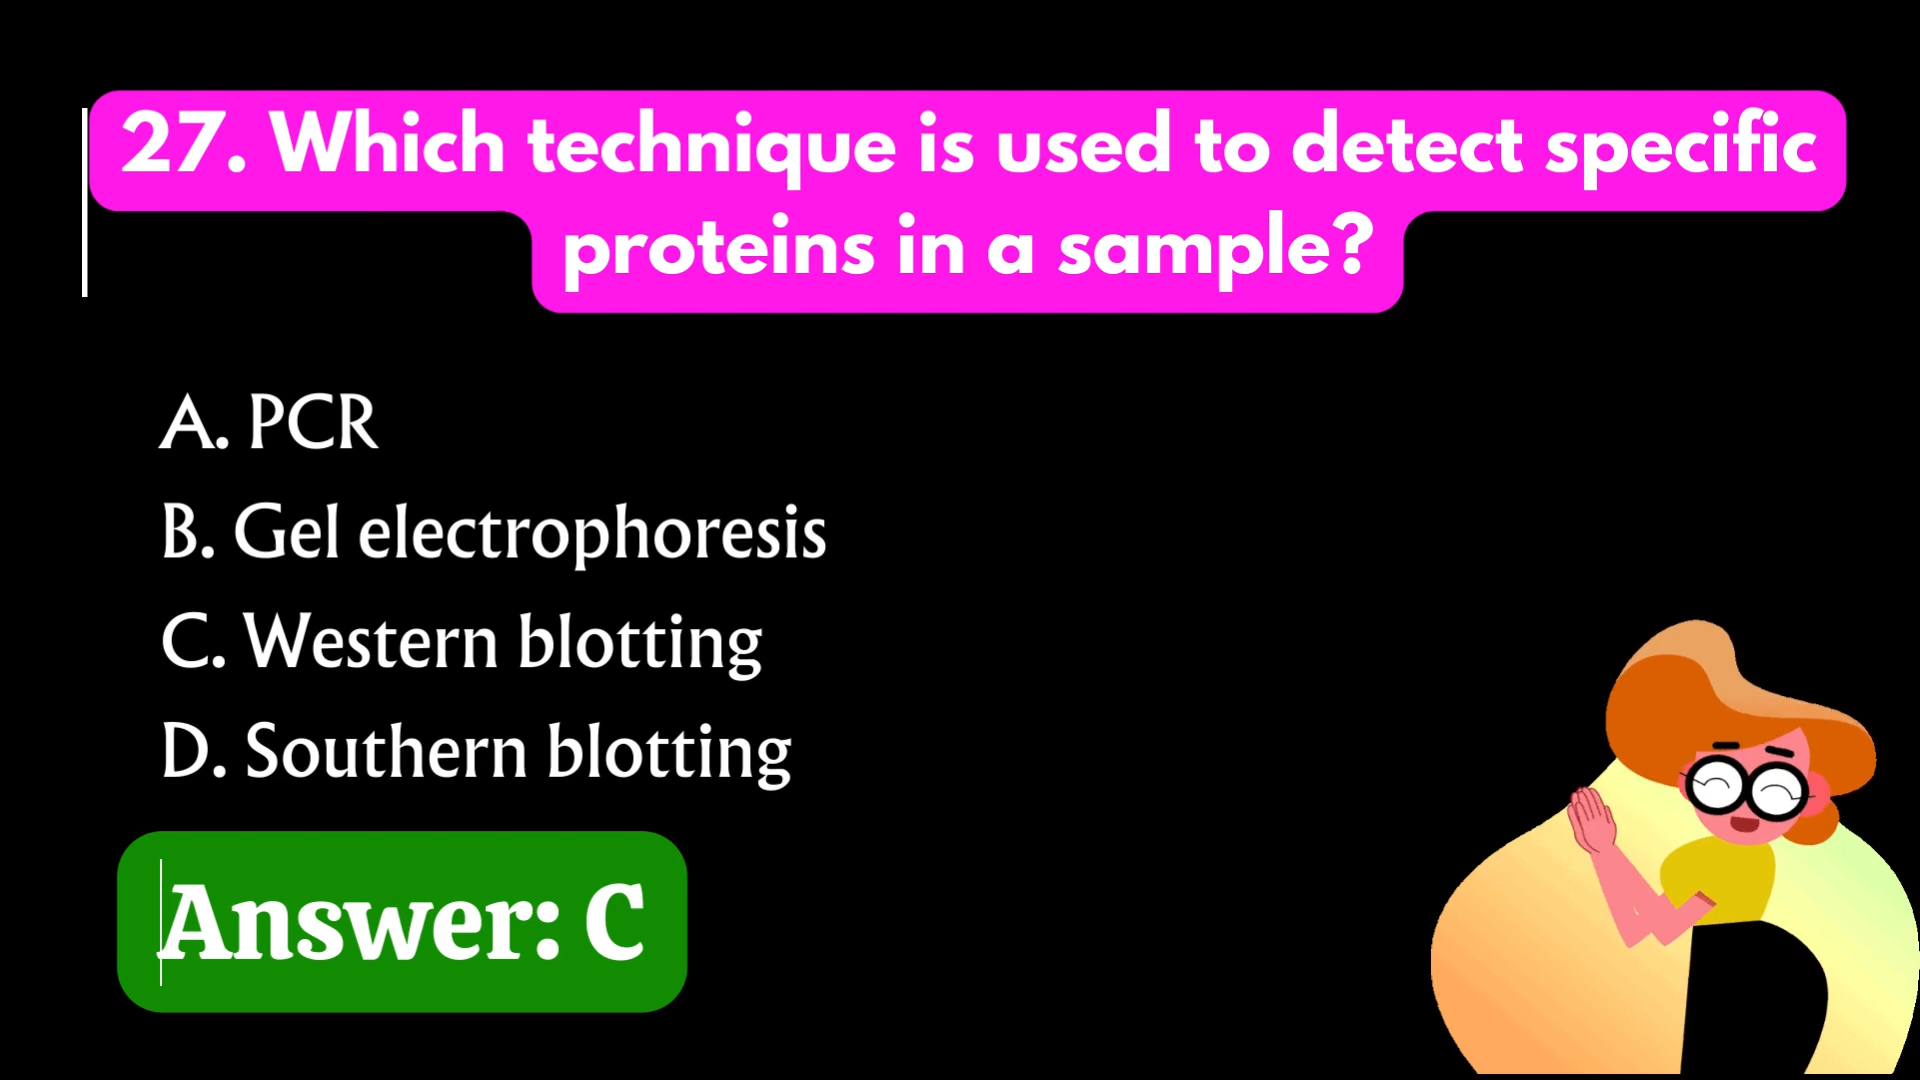 27. Which technique is used to detect specific
proteins in a sample?
A. PCR
B. Gel electrophoresis
C. Western blotting
D. Southern blotting
Answer: C